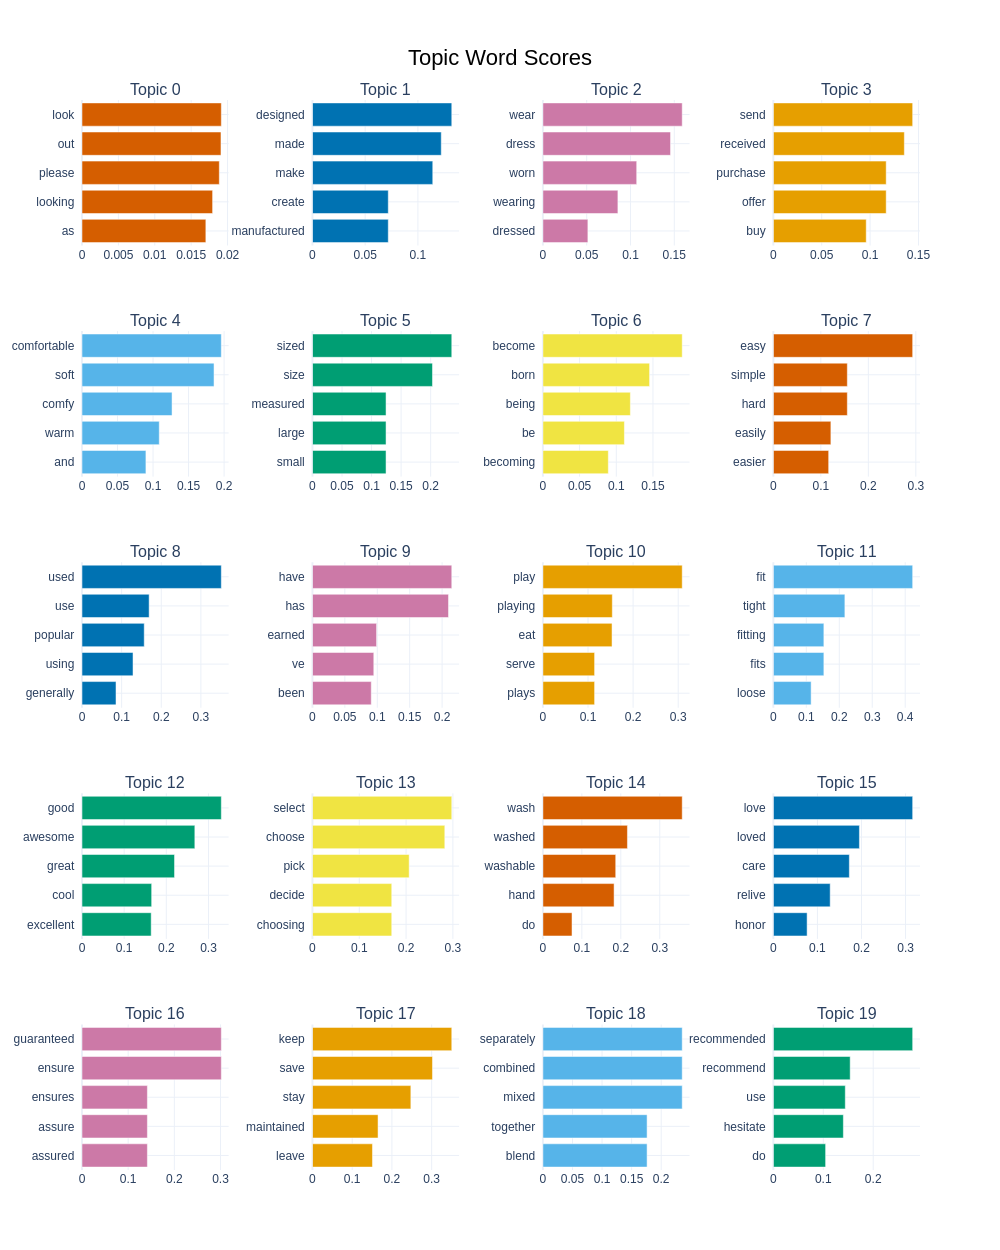 Topic Word Scores
Topic 0
look
out
please
looking
as
0 0.005 0.01 0.015 0.02
Topic 1
designed
made
make
create
manufactured
0 0.05 0.1
Topic 2
wear
dress
worn
wearing
dressed
0 0.05 0.1 0.15
Topic 3
send
received
purchase
offer
buy
0 0.05 0.1 0.15
Topic 4
comfortable
soft
comfy
warm
and
0 0.05 0.1 0.15 0.2
Topic 5
sized
size
measured
large
small
0 0.05 0.1 0.15 0.2
Topic 6
become
born
being
be
becoming
0 0.05 0.1 0.15
Topic 7
easy
simple
hard
easily
easier
0 0.1 0.2 0.3
Topic 8
used
use
popular
using
generally
0 0.1 0.2 0.3
Topic 9
have
has
earned
ve
been
0 0.05 0.1 0.15 0.2
Topic 10
play
playing
eat
serve
plays
0 0.1 0.2 0.3
Topic 11
fit
tight
fitting
fits
loose
0 0.1 0.2 0.3 0.4
Topic 12
good
awesome
great
cool
excellent
0 0.1 0.2 0.3
Topic 13
select
choose
pick
decide
choosing
0 0.1 0.2 0.3
Topic 14
wash
washed
washable
hand
do
0 0.1 0.2 0.3
Topic 15
love
loved
care
relive
honor
0 0.1 0.2 0.3
Topic 16
guaranteed
ensure
ensures
assure
assured
0 0.1 0.2 0.3
Topic 17
keep
save
stay
maintained
leave
0 0.1 0.2 0.3
Topic 18
separately
combined
mixed
together
blend
0 0.05 0.1 0.15 0.2
Topic 19
recommended
recommend
use
hesitate
do
0 0.1 0.2